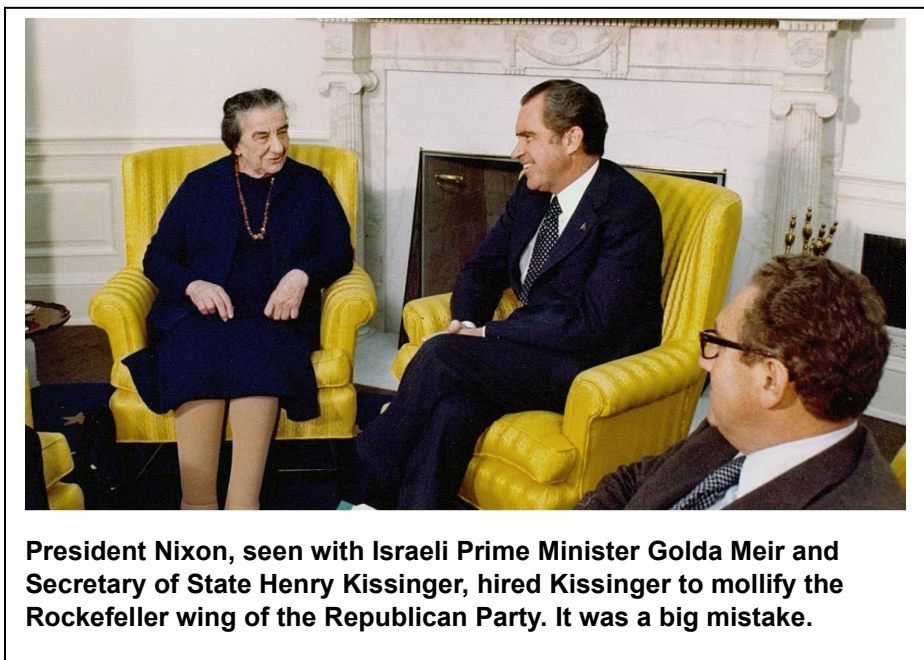 President Nixon, seen with Israeli Prime Minister Golda Meir and
Secretary of State Henry Kissinger, hired Kissinger to mollify the
Rockefeller wing of the Republican Party. It was a big mistake.